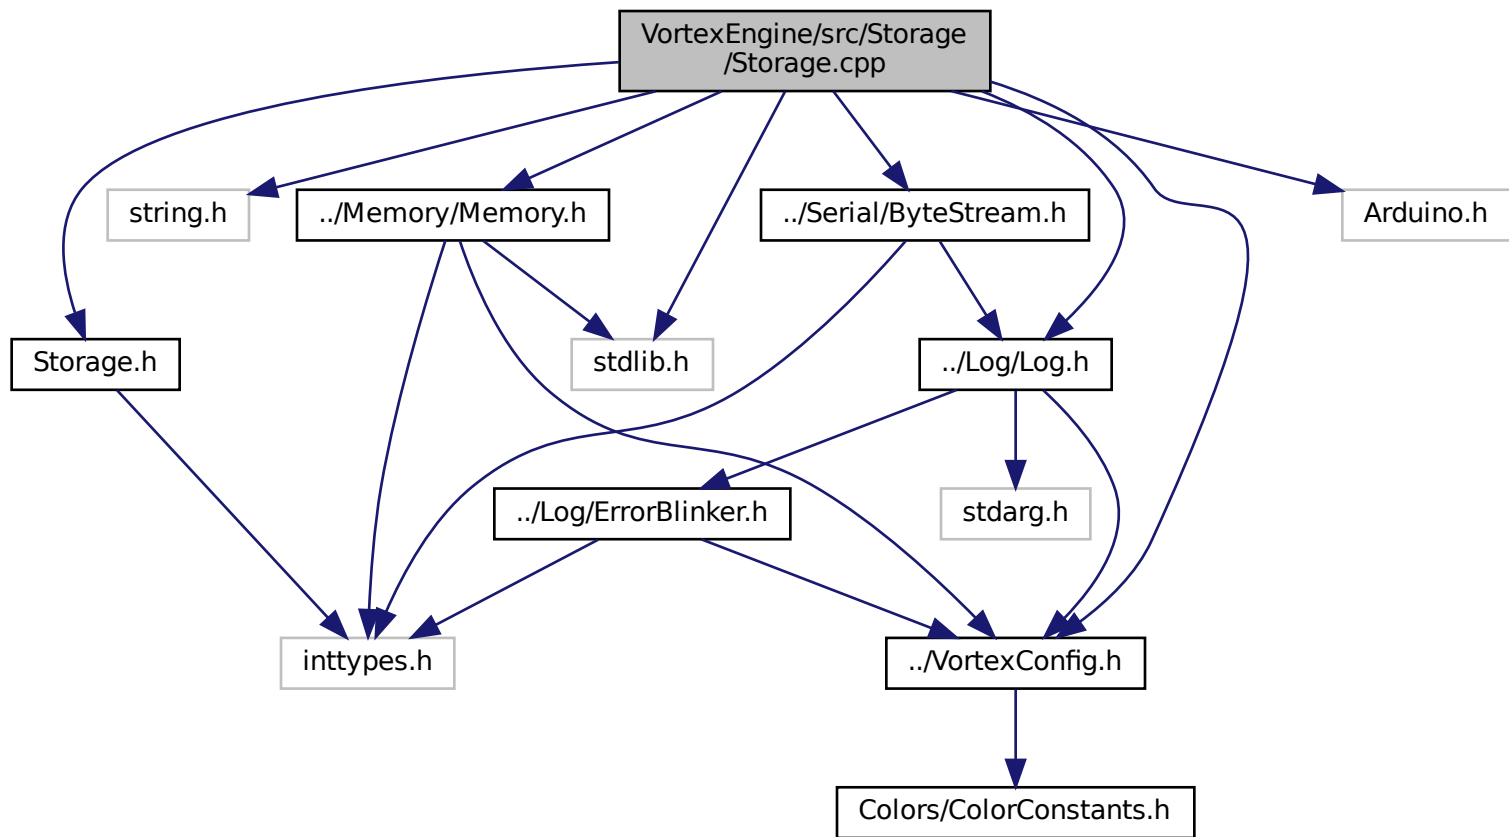 VortexEngine/src/Storage
/Storage.cpp
string.h
../Memory/Memory.h
../Serial/ByteStream.h
Arduino.h
Storage.h
stdlib.h
../Log/Log.h
../Log/ErrorBlinker.h
stdarg.h
inttypes.h
../VortexConfig.h
Colors/ColorConstants.h